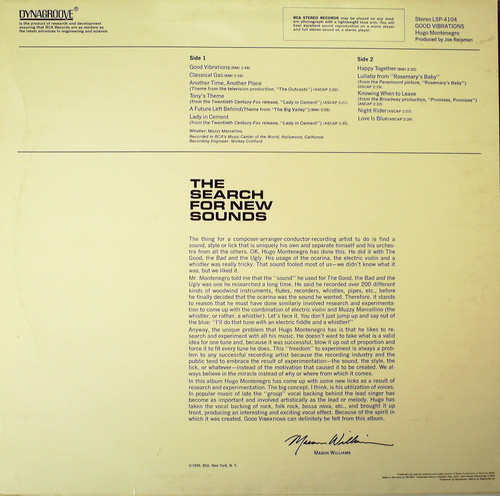 DYNAGROOVE®
is the product of research and development
assuring that RCA Records are as modern as
the latest advances in engineering and science.
RCA STEREO RECORDS may be played on any mod-
ern phonograph with a lightweight tone arm. You will
hear excellent sound reproduction on a mono player
and full stereo sound on a stereo player.
Stereo LSP-4104
GOOD VIBRATIONS
Hugo Montenegro
Produced by Joe Reisman
Side 1
Good Vibrations
Classical Gas
Another Time, Another Place
(Theme from the television production, "The Outcasts")
Tony's Theme
(from the Twentieth Century-Fox release, "Lady in Cement")
A Future Left Behind (Theme from "The Big Valley")
Lady in Cement
(from the Twentieth Century-Fox release, "Lady in Cement")
Whistler: Muzzy Marcellino
Recorded in RCA's Music Center of the World, Hollywood, California
Recording Engineer: Mickey Crofford
Side 2
Happy Together
Lullaby from "Rosemary's Baby"
(from the Paramount picture, "Rosemary's Baby")
Knowing When to Leave
(from the Broadway production, "Promises, Promises")
Night Rider
Love Is Blue
THE
SEARCH
FOR NEW
SOUNDS
The thing for a composer-arranger-conductor-recording artist to do is find a
sound, style or lick that is uniquely his own and separate himself and his orches-
tra from all the others. OK, Hugo Montenegro has done this. He did it with The
Good, the Bad and the Ugly. His usage of the ocarina, the electric violin and a
whistler was really tricky. That sound fooled most of us—we didn't know what it
was, but we liked it.
Mr. Montenegro told me that the "sound" he used for The Good, the Bad and the
Ugly was one he researched a long time. He said he recorded over 200 different
kinds of woodwind instruments, flutes, recorders, whistles, pipes, etc., before
he finally decided that the ocarina was the sound he wanted. Therefore, it stands
to reason that he must have done similarly involved research and experimenta-
tion to come up with the combination of electric violin and Muzzy Marcellino (the
whistler, or rather, a whistler). Let's face it. You don't just jump up and say out of
the blue: "I'll do that tune with an electric fiddle and a whistler!"
Anyway, the unique problem that Hugo Montenegro has is that he likes to re-
search and experiment with all his music. He doesn't want to take what is a valid
idea for one tune and, because it was successful, blow it up out of proportion and
force it to fit every tune he does. This "freedom" to experiment is always a prob-
lem to any successful recording artist because the recording industry and the
public tend to embrace the result of experimentation—the sound, the style, the
lick, or whatever—instead of the motivation that caused it to be created. We al-
ways believe in the miracle instead of why or where from which it comes.
In this album Hugo Montenegro has come up with some new licks as a result of
research and experimentation. The big concept, I think, is his utilization of voices.
In popular music of late the "group" vocal backing behind the lead singer has
become as important and involved artistically as the lead or melody. Hugo has
taken the vocal backing of rock, folk rock, bossa nova, etc., and brought it up
front, producing an interesting and exciting vocal effect. Because of the spirit in
which it was created, GOOD VIBRATIONS can definitely be felt from this album.
Mason Williams
MASON WILLIAMS
RCA, New York, N. Y.